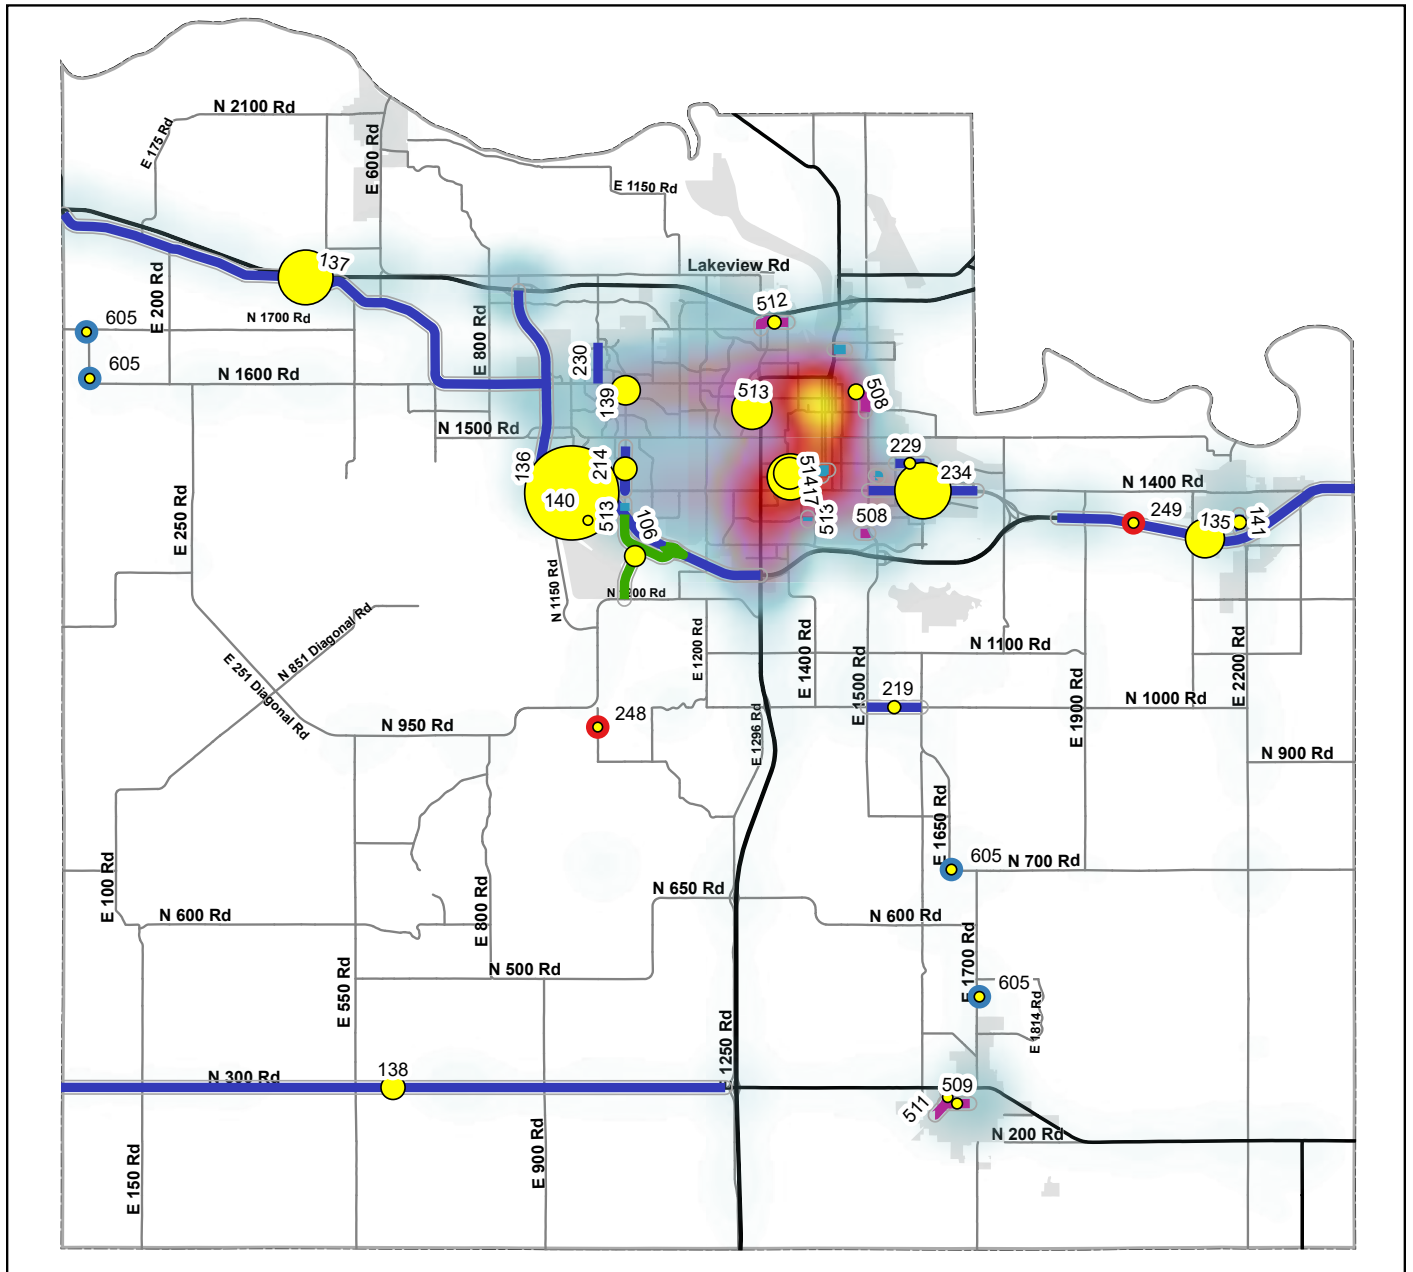 N 2100 Rd
E 175 Rd
E 600 Rd
E 1150 Rd
Lakeview Rd
137
E 200 Rd
512
605
N 1700 Rd
E 800 Rd
230
605
N 1600 Rd
139
513
508
N 1500 Rd
136
214
229
234
N 1400 Rd
140
513
106
51417
513
508
249
135
141
E 250 Rd
N 1150 Rd
N 851 Diagonal Rd
E 251 Diagonal Rd
E 1200 Rd
E 1400 Rd
E 1500 Rd
N 1100 Rd
E 1900 Rd
E 2200 Rd
219
N 1000 Rd
248
N 950 Rd
E 1296 Rd
N 900 Rd
E 1650 Rd
605
N 700 Rd
E 100 Rd
N 600 Rd
E 800 Rd
N 650 Rd
N 600 Rd
E 550 Rd
N 500 Rd
E 1700 Rd
605
E 1814 Rd
E 1250 Rd
N 300 Rd
138
509
511
N 200 Rd
E 150 Rd
E 900 Rd